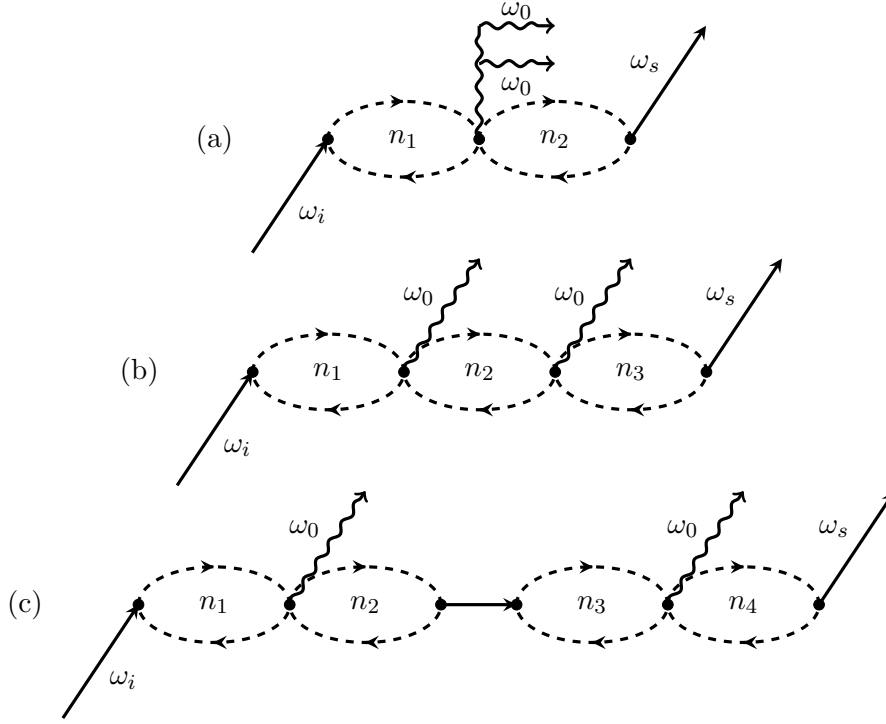 ω₀
ω₀
ωₛ
(a) n₁ n₂
ωᵢ
ω₀ ω₀ ωₛ
(b) n₁ n₂ n₃
ωᵢ
ω₀ ω₀ ωₛ
(c) n₁ n₂ n₃ n₄
ωᵢ